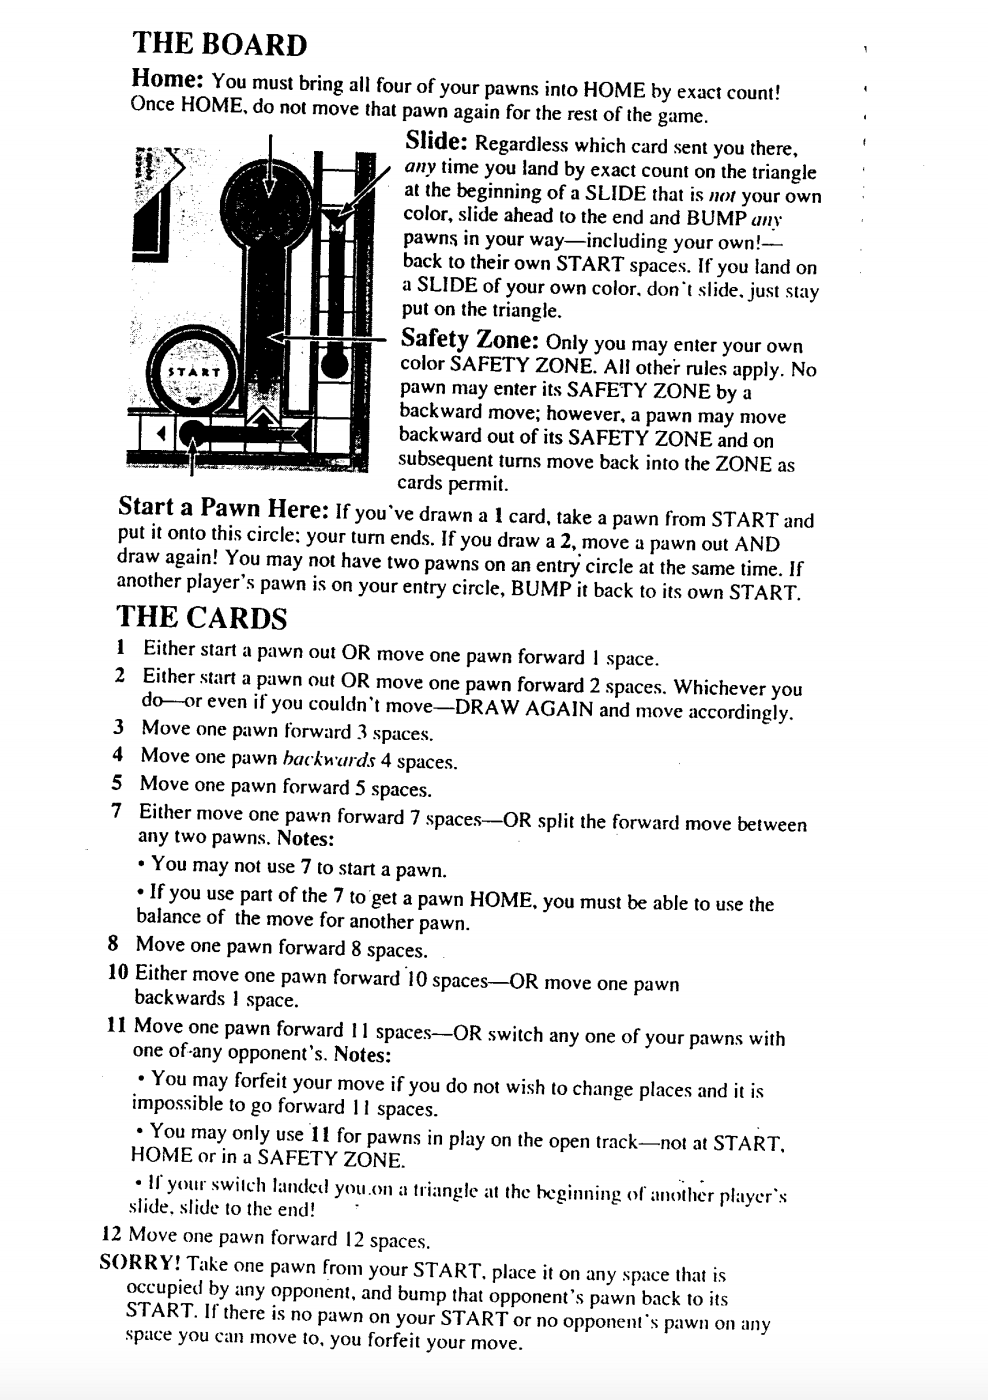 THE BOARD
Home: You must bring all four of your pawns into HOME by exact count!
Once HOME, do not move that pawn again for the rest of the game.
Slide: Regardless which card sent you there,
any time you land by exact count on the triangle
at the beginning of a SLIDE that is not your own
color, slide ahead to the end and BUMP any
pawns in your way—including your own!—
back to their own START spaces. If you land on
a SLIDE of your own color, don't slide, just stay
put on the triangle.
Safety Zone: Only you may enter your own
color SAFETY ZONE. All other rules apply. No
pawn may enter its SAFETY ZONE by a
backward move; however, a pawn may move
backward out of its SAFETY ZONE and on
subsequent turns move back into the ZONE as
cards permit.
START
Start a Pawn Here: If you've drawn a 1 card, take a pawn from START and
put it onto this circle; your turn ends. If you draw a 2, move a pawn out AND
draw again! You may not have two pawns on an entry circle at the same time. If
another player's pawn is on your entry circle, BUMP it back to its own START.
THE CARDS
1 Either start a pawn out OR move one pawn forward 1 space.
2 Either start a pawn out OR move one pawn forward 2 spaces. Whichever you
do—or even if you couldn't move—DRAW AGAIN and move accordingly.
3 Move one pawn forward 3 spaces.
4 Move one pawn backwards 4 spaces.
5 Move one pawn forward 5 spaces.
7 Either move one pawn forward 7 spaces—OR split the forward move between
any two pawns. Notes:
• You may not use 7 to start a pawn.
• If you use part of the 7 to get a pawn HOME, you must be able to use the
balance of the move for another pawn.
8 Move one pawn forward 8 spaces.
10 Either move one pawn forward 10 spaces—OR move one pawn
backwards 1 space.
11 Move one pawn forward 11 spaces—OR switch any one of your pawns with
one of any opponent's. Notes:
• You may forfeit your move if you do not wish to change places and it is
impossible to go forward 11 spaces.
• You may only use 11 for pawns in play on the open track—not at START,
HOME or in a SAFETY ZONE.
• If your switch landed you on a triangle at the beginning of another player's
slide, slide to the end!
12 Move one pawn forward 12 spaces.
SORRY! Take one pawn from your START, place it on any space that is
occupied by any opponent, and bump that opponent's pawn back to its
START. If there is no pawn on your START or no opponent's pawn on any
space you can move to, you forfeit your move.